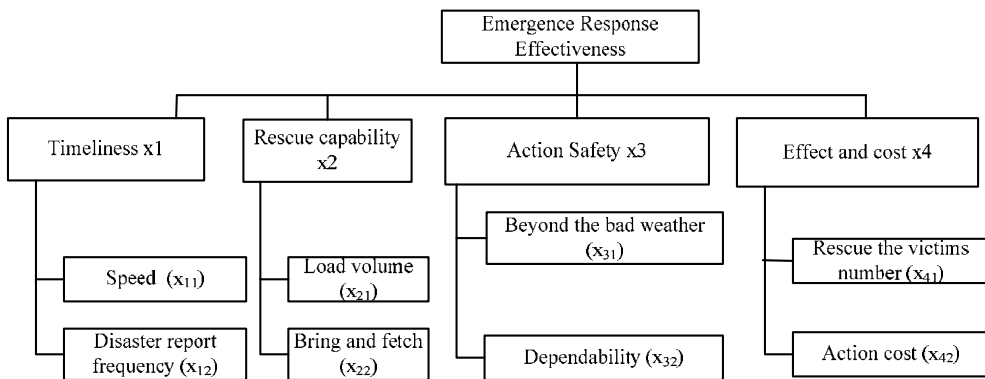 Emergence Response
Effectiveness
Timeliness x1
Rescue capability
x2
Action Safety x3
Effect and cost x4
Speed (x₁₁)
Disaster report
frequency (x₁₂)
Load volume
(x₂₁)
Bring and fetch
(x₂₂)
Beyond the bad weather
(x₃₁)
Dependability (x₃₂)
Rescue the victims
number (x₄₁)
Action cost (x₄₂)